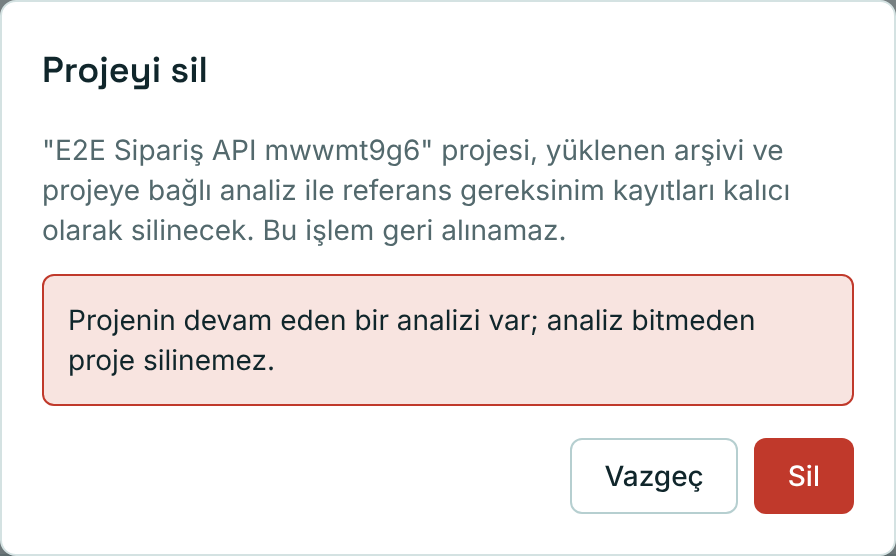 Projeyi sil
"E2E Sipariş API mwwmt9g6" projesi, yüklenen arşivi ve
projeye bağlı analiz ile referans gereksinim kayıtları kalıcı
olarak silinecek. Bu işlem geri alınamaz.
Projenin devam eden bir analizi var; analiz bitmeden
proje silinemez.
Vazgeç
Sil